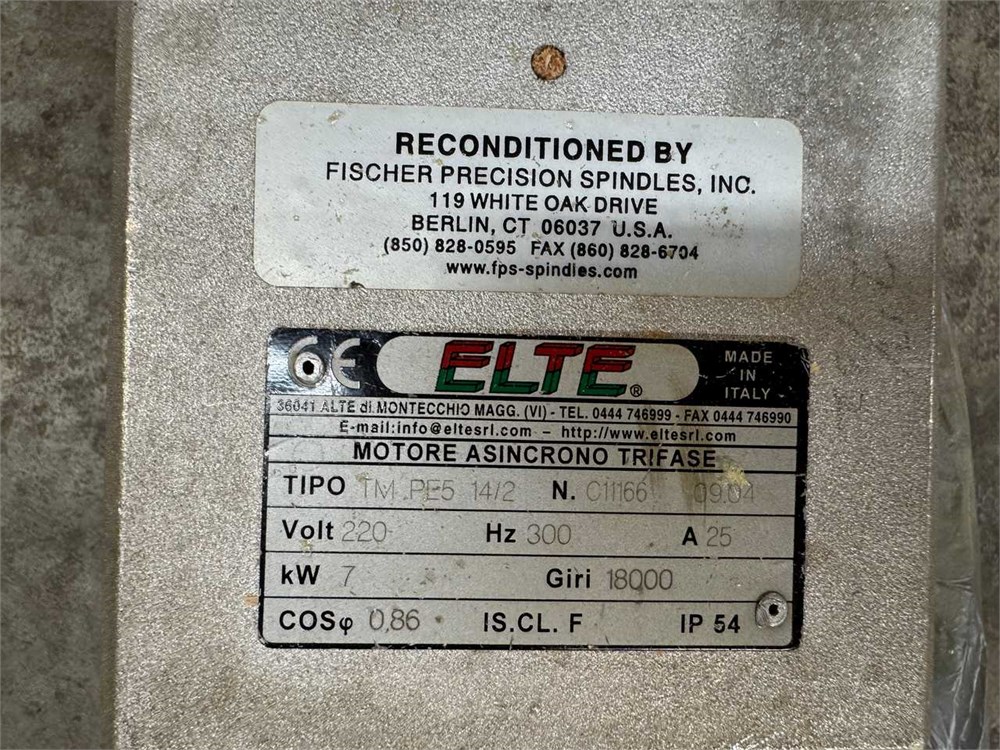 RECONDITIONED BY
FISCHER PRECISION SPINDLES, INC.
119 WHITE OAK DRIVE
BERLIN, CT 06037 U.S.A.
(850) 828-0595 FAX (860) 828-6704
www.fps-spindles.com
CE ELTE® MADE IN ITALY
36041 ALTE di MONTECCHIO MAGG. (VI) - TEL. 0444 746999 - FAX 0444 746990
E-mail:info@eltesrl.com – http://www.eltesrl.com
MOTORE ASINCRONO TRIFASE
TIPO TM PE5 14/2 N. C11166 09.04
Volt 220 Hz 300 A 25
kW 7 Giri 18000
COSφ 0,86 IS.CL. F IP 54